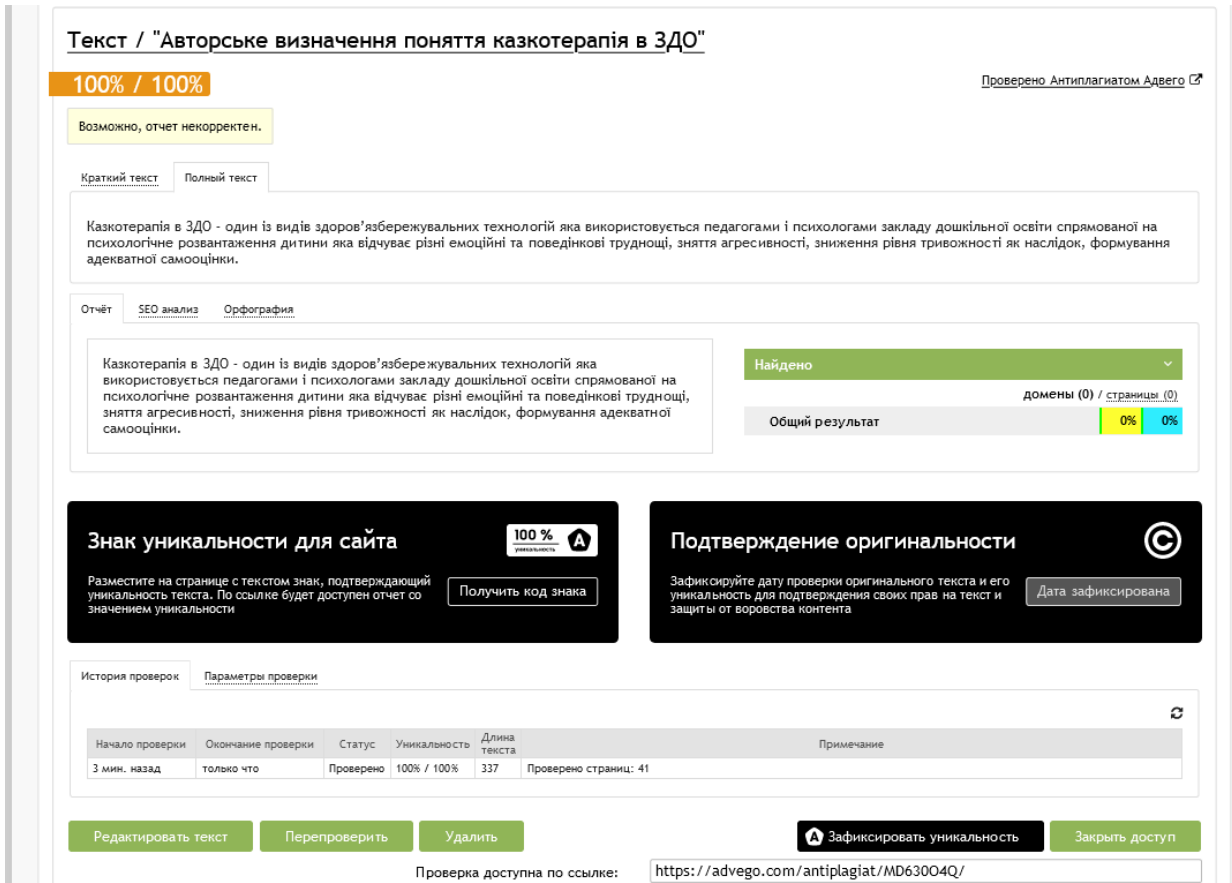 Текст / "Авторське визначення поняття казкотерапія в ЗДО"
100% / 100%
Проверено Антиплагиатом Адвего
Возможно, отчет некорректен.
Краткий текст Полный текст
Казкотерапія в ЗДО - один із видів здоров’язбережувальних технологій яка використовується педагогами і психологами закладу дошкільної освіти спрямованої на
психологічне розвантаження дитини яка відчуває різні емоційні та поведінкові труднощі, зняття агресивності, зниження рівня тривожності як наслідок, формування
адекватної самооцінки.
Отчёт SEO анализ Орфография
Казкотерапія в ЗДО - один із видів здоров’язбережувальних технологій яка
використовується педагогами і психологами закладу дошкільної освіти спрямованої на
психологічне розвантаження дитини яка відчуває різні емоційні та поведінкові труднощі,
зняття агресивності, зниження рівня тривожності як наслідок, формування адекватної
самооцінки.
Найдено
домены (0) / страницы (0)
Общий результат 0% 0%
Знак уникальности для сайта
100 %
уникальность
Разместите на странице с текстом знак, подтверждающий
уникальность текста. По ссылке будет доступен отчет со
значением уникальности
Получить код знака
Подтверждение оригинальности
Зафиксируйте дату проверки оригинального текста и его
уникальность для подтверждения своих прав на текст и
защиты от воровства контента
Дата зафиксирована
История проверок Параметры проверки
Начало проверки Окончание проверки Статус Уникальность Длина текста Примечание
3 мин. назад только что Проверено 100% / 100% 337 Проверено страниц: 41
Редактировать текст Перепроверить Удалить Зафиксировать уникальность Закрыть доступ
Проверка доступна по ссылке: https://advego.com/antiplagiat/MD630O4Q/